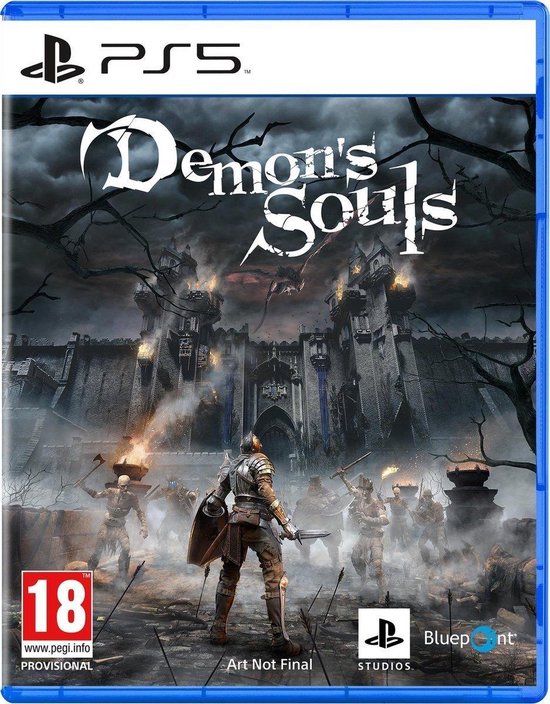 PS5
Demon's
Souls
18
www.pegi.info
PROVISIONAL
Art Not Final
STUDIOS
Bluepoint